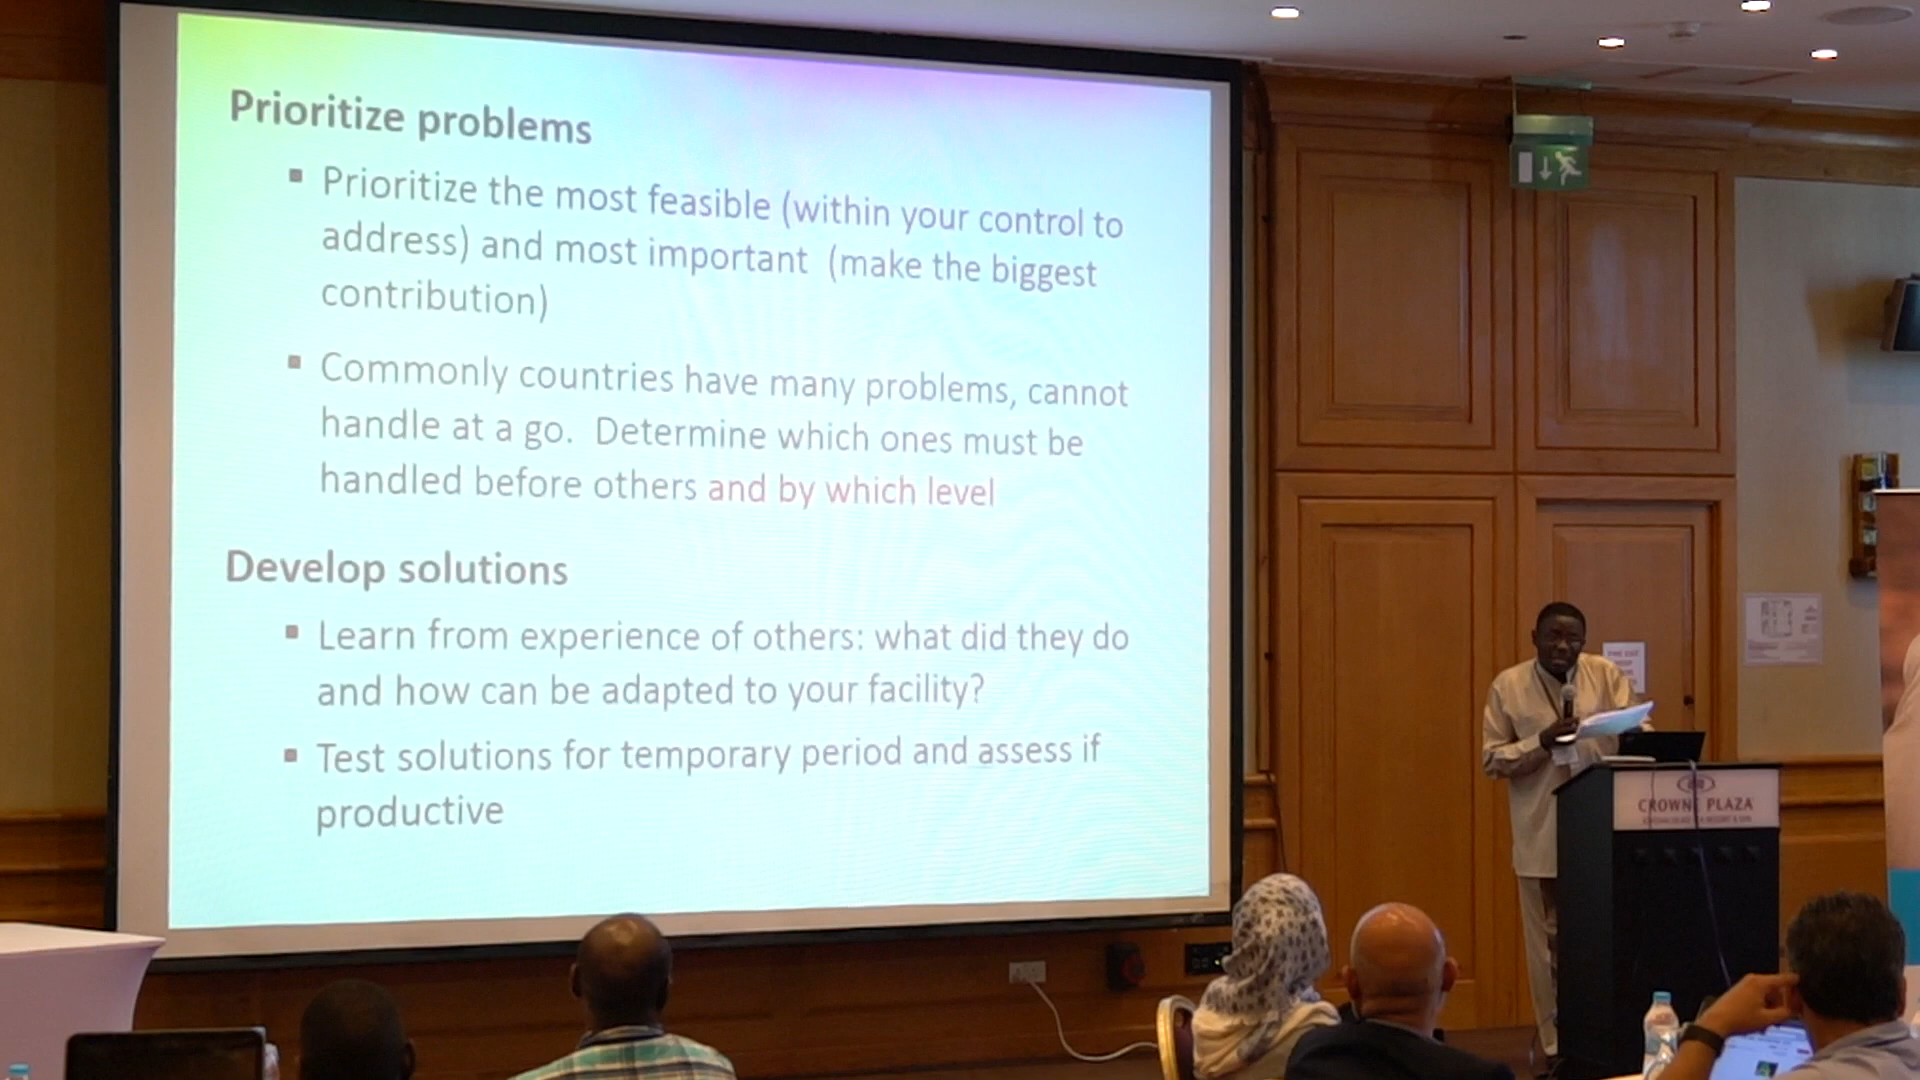 Prioritize problems
▪ Prioritize the most feasible (within your control to
address) and most important (make the biggest
contribution)
▪ Commonly countries have many problems, cannot
handle at a go. Determine which ones must be
handled before others and by which level
Develop solutions
▪ Learn from experience of others: what did they do
and how can be adapted to your facility?
▪ Test solutions for temporary period and assess if
productive
CROWNE PLAZA